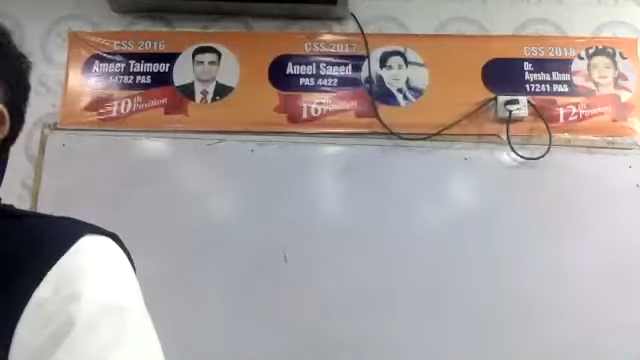 CSS 2016
Ameer Taimoor
14782 PAS
10th Position
CSS 2017
Aneel Saeed
PAS 4422
16th Position
CSS 2018
Dr.
Ayesha Khan
17241 PAS
12th Position